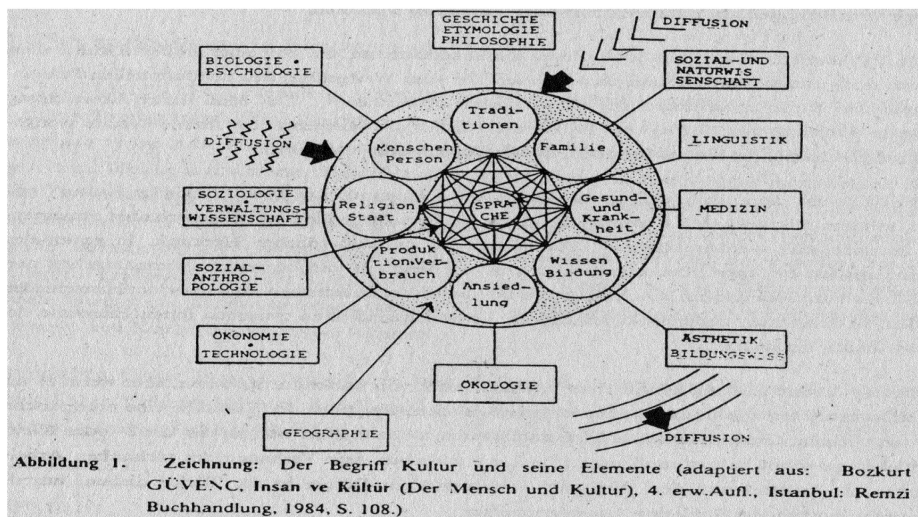 GESCHICHTE
ETYMOLOGIE
PHILOSOPHIE
DIFFUSION
BIOLOGIE •
PSYCHOLOGIE
SOZIAL-UND
NATURWIS
SENSCHAFT
DIFFUSION
Tradi-
tionen
Menschen
Person
Familie
LINGUISTIK
SOZIOLOGIE •
VERWALTUNGS
WISSENSCHAFT
Religion
Staat
SPRA
CHE
Gesund-
und
Krank-
heit
MEDIZIN
SOZIAL-
ANTHRO-
POLOGIE
Produk-
tion•Ver-
brauch
Ansied-
lung
Wissen
Bildung
ÖKONOMIE
•
TECHNOLOGIE
ÖKOLOGIE
ÄSTHETIK
BILDUNGSWISS
GEOGRAPHIE
DIFFUSION
Abbildung 1. Zeichnung: Der Begriff Kultur und seine Elemente (adaptiert aus: Bozkurt
GÜVENC, Insan ve Kültür (Der Mensch und Kultur), 4. erw.Aufl., Istanbul: Remzi
Buchhandlung, 1984, S. 108.)